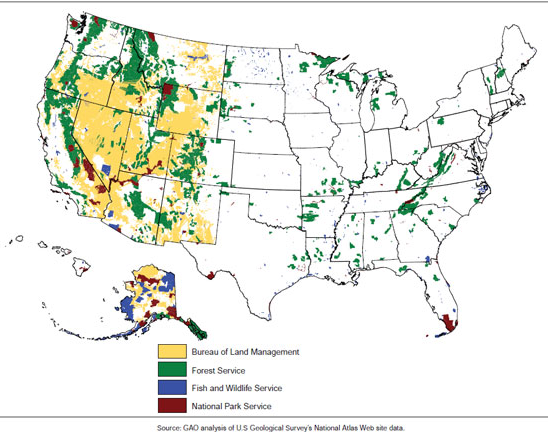 Bureau of Land Management
Forest Service
Fish and Wildlife Service
National Park Service
Source: GAO analysis of U.S Geological Survey's National Atlas Web site data.